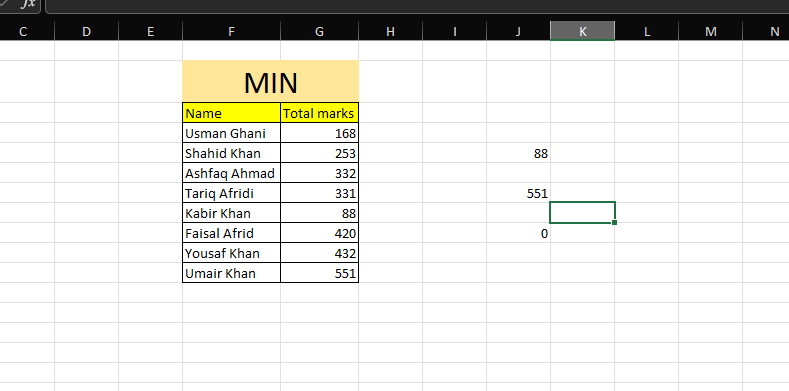 fx
C D E F G H I J K L M N
MIN
Name Total marks
Usman Ghani 168
Shahid Khan 253 88
Ashfaq Ahmad 332
Tariq Afridi 331 551
Kabir Khan 88
Faisal Afrid 420 0
Yousaf Khan 432
Umair Khan 551